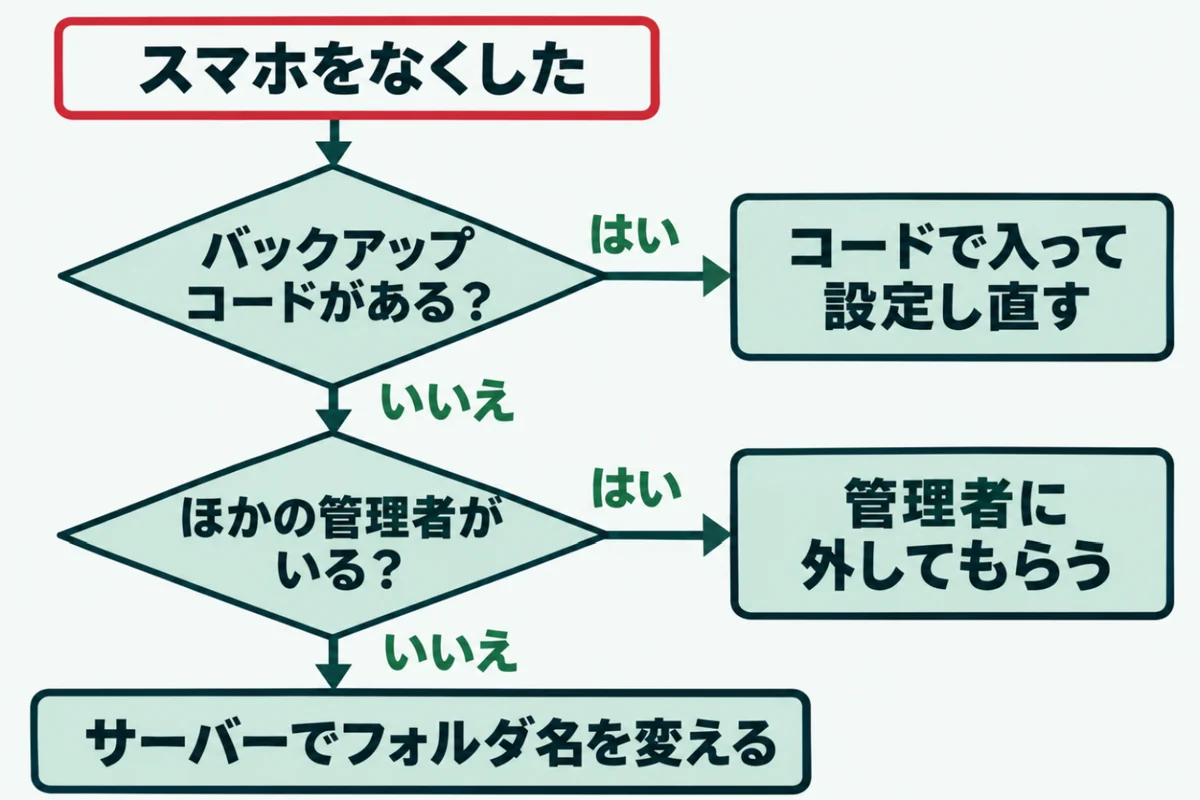 スマホをなくした
バックアップ
コードがある？
はい
コードで入って
設定し直す
いいえ
ほかの管理者が
いる？
はい
管理者に
外してもらう
いいえ
サーバーでフォルダ名を変える